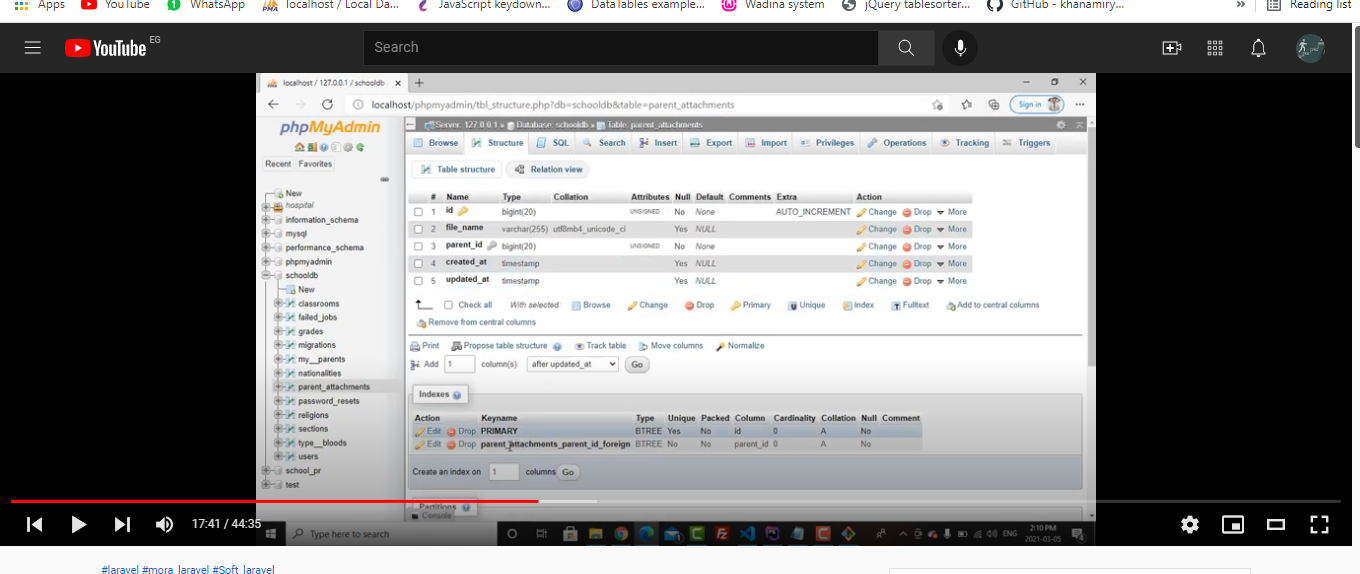 Apps YouTube WhatsApp localhost / Local Da... JavaScript keydown... DataTables example... Wadina system jQuery tablesorter... GitHub - khanamiry... » Reading list
YouTube EG Search
localhost / 127.0.0.1 / schooldb
localhost/phpmyadmin/tbl_structure.php?db=schooldb&table=parent_attachments Sign in
phpMyAdmin
Recent Favorites
New
hospital
information_schema
mysql
performance_schema
phpmyadmin
schooldb
New
classrooms
failed_jobs
grades
migrations
my__parents
nationalities
parent_attachments
password_resets
religions
sections
type__bloods
users
school_pr
test
Server: 127.0.0.1 » Database: schooldb » Table: parent_attachments
Browse Structure SQL Search Insert Export Import Privileges Operations Tracking Triggers
Table structure Relation view
# Name Type Collation Attributes Null Default Comments Extra Action
1 id bigint(20) UNSIGNED No None AUTO_INCREMENT Change Drop More
2 file_name varchar(255) utf8mb4_unicode_ci Yes NULL Change Drop More
3 parent_id bigint(20) UNSIGNED No None Change Drop More
4 created_at timestamp Yes NULL Change Drop More
5 updated_at timestamp Yes NULL Change Drop More
Check all With selected: Browse Change Drop Primary Unique Index Fulltext Add to central columns
Remove from central columns
Print Propose table structure Track table Move columns Normalize
Add 1 column(s) after updated_at Go
Indexes
Action Keyname Type Unique Packed Column Cardinality Collation Null Comment
Edit Drop PRIMARY BTREE Yes No id 0 A No
Edit Drop parent_attachments_parent_id_foreign BTREE No No parent_id 0 A No
Create an index on 1 columns Go
Partitions
Console
Type here to search ENG 2:10 PM
2021-03-05
17:41 / 44:35
#laravel #mora_laravel #Soft_laravel